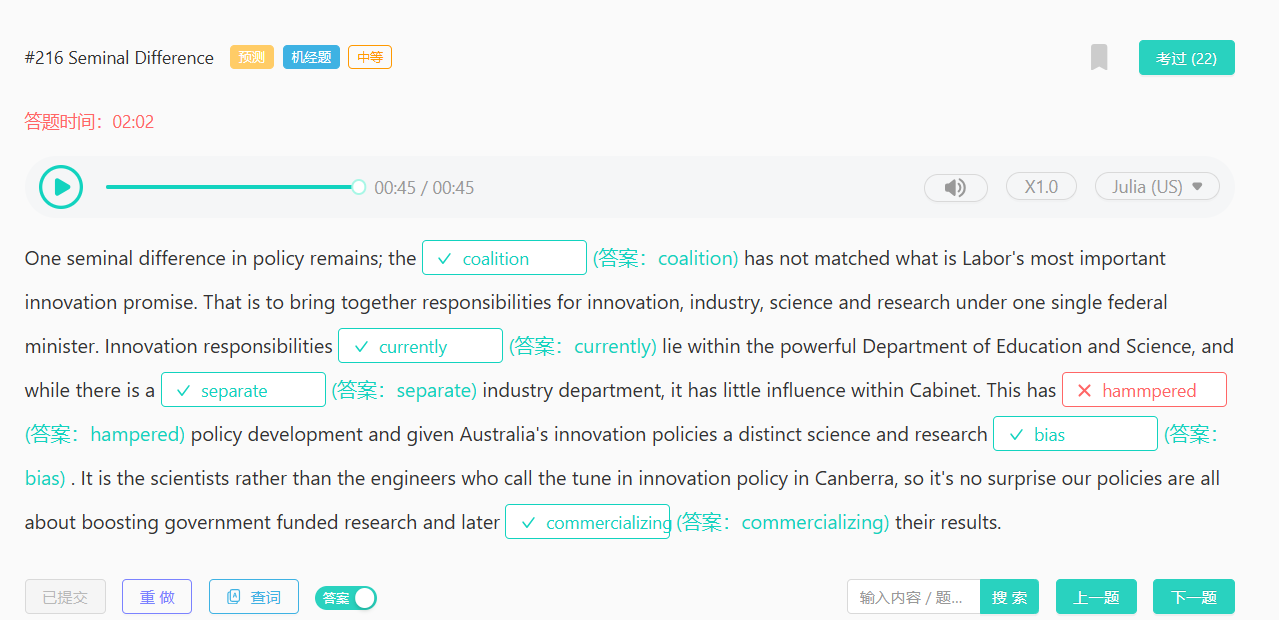 #216 Seminal Difference 预测 机经题 中等 考过 (22)
答题时间：02:02
00:45 / 00:45 X1.0 Julia (US)
One seminal difference in policy remains; the coalition (答案：coalition) has not matched what is Labor's most important
innovation promise. That is to bring together responsibilities for innovation, industry, science and research under one single federal
minister. Innovation responsibilities currently (答案：currently) lie within the powerful Department of Education and Science, and
while there is a separate (答案：separate) industry department, it has little influence within Cabinet. This has hammpered
(答案：hampered) policy development and given Australia's innovation policies a distinct science and research bias (答案：
bias) . It is the scientists rather than the engineers who call the tune in innovation policy in Canberra, so it's no surprise our policies are all
about boosting government funded research and later commercializing (答案：commercializing) their results.
已提交 重 做 查词 答案 输入内容 / 题... 搜 索 上一题 下一题